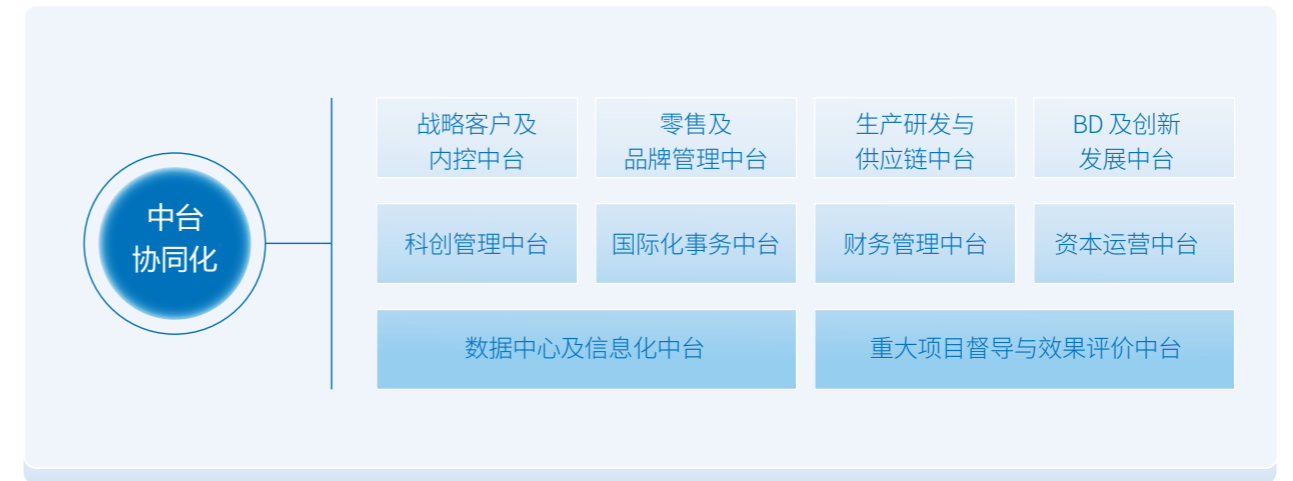 中台
协同化
战略客户及
内控中台
零售及
品牌管理中台
生产研发与
供应链中台
BD 及创新
发展中台
科创管理中台
国际化事务中台
财务管理中台
资本运营中台
数据中心及信息化中台
重大项目督导与效果评价中台